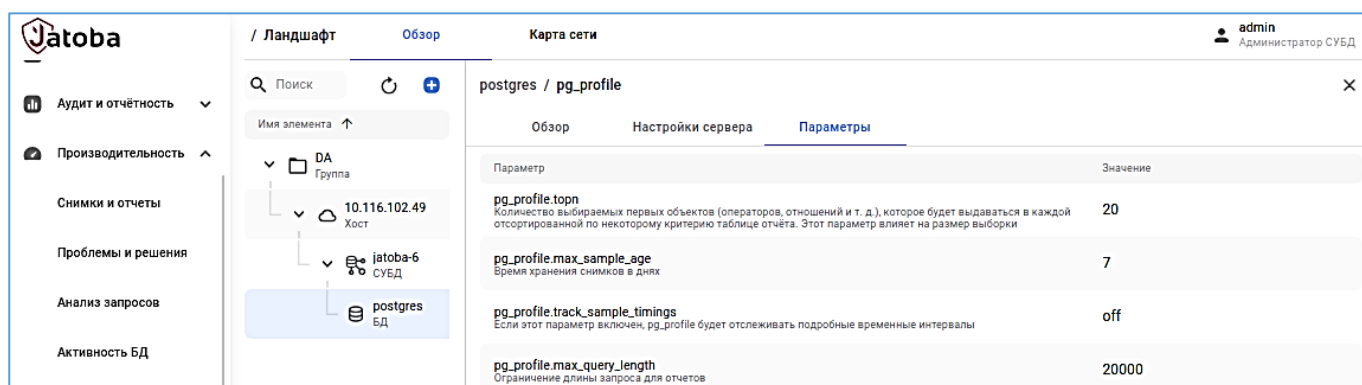 Jatoba
Аудит и отчётность
Производительность
Снимки и отчеты
Проблемы и решения
Анализ запросов
Активность БД
/ Ландшафт
Обзор
Карта сети
admin
Администратор СУБД
Поиск
Имя элемента ↑
DA
Группа
10.116.102.49
Хост
jatoba-6
СУБД
postgres
БД
postgres / pg_profile
Обзор
Настройки сервера
Параметры
Параметр
Значение
pg_profile.topn
Количество выбираемых первых объектов (операторов, отношений и т. д.), которое будет выдаваться в каждой
отсортированной по некоторому критерию таблице отчёта. Этот параметр влияет на размер выборки
20
pg_profile.max_sample_age
Время хранения снимков в днях
7
pg_profile.track_sample_timings
Если этот параметр включен, pg_profile будет отслеживать подробные временные интервалы
off
pg_profile.max_query_length
Ограничение длины запроса для отчетов
20000